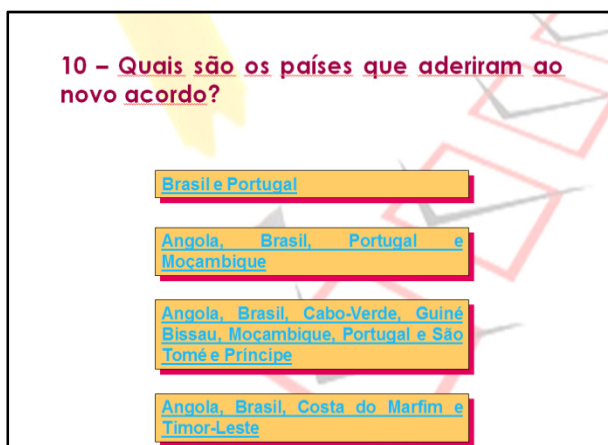 10 – Quais são os países que aderiram ao
novo acordo?
Brasil e Portugal
Angola, Brasil, Portugal e
Moçambique
Angola, Brasil, Cabo-Verde, Guiné
Bissau, Moçambique, Portugal e São
Tomé e Príncipe
Angola, Brasil, Costa do Marfim e
Timor-Leste